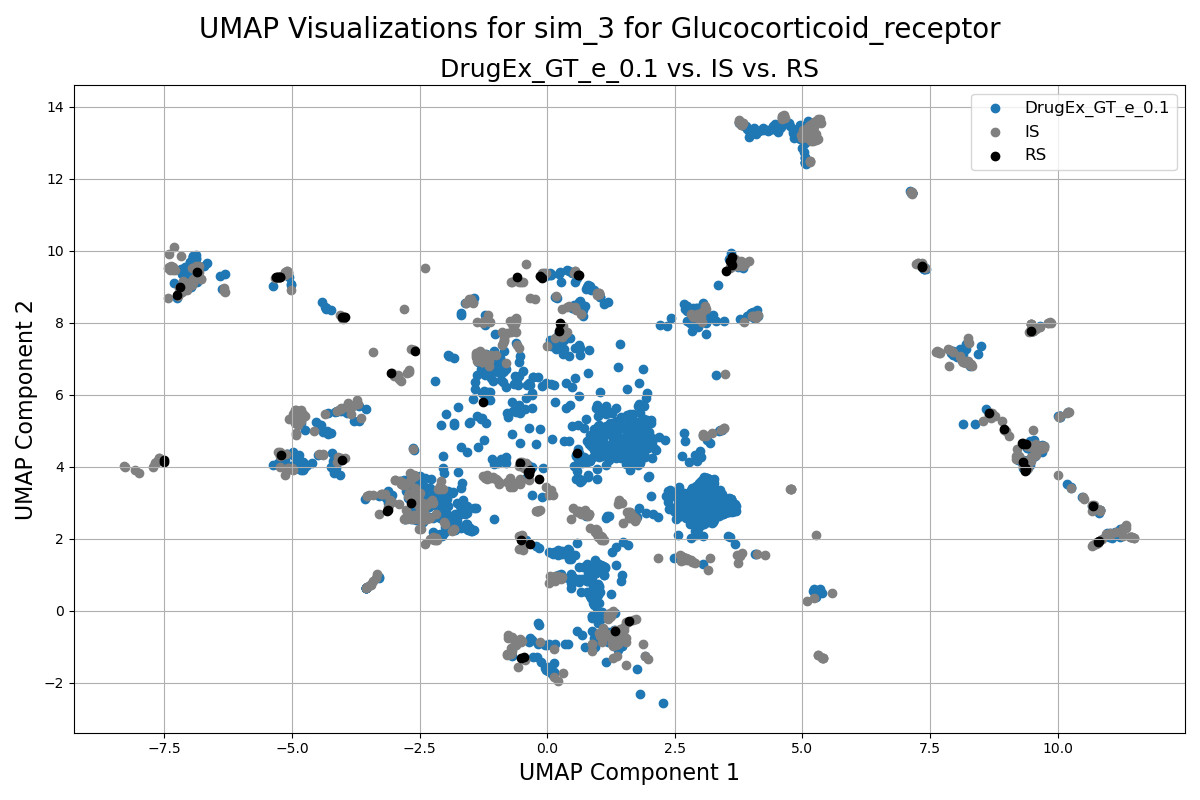 UMAP Visualizations for sim_3 for Glucocorticoid_receptor
DrugEx_GT_e_0.1 vs. IS vs. RS
DrugEx_GT_e_0.1
IS
RS
UMAP Component 2
14
12
10
8
6
4
2
0
−2
−7.5 −5.0 −2.5 0.0 2.5 5.0 7.5 10.0
UMAP Component 1